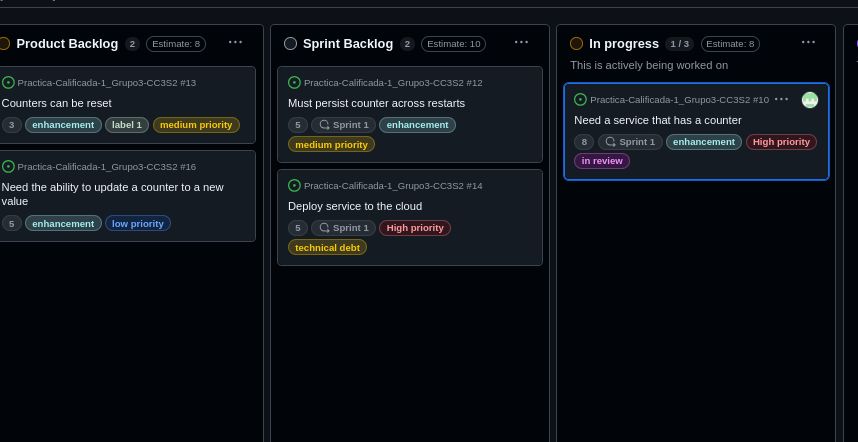 Product Backlog 2 Estimate: 8 ...
Practica-Calificada-1_Grupo3-CC3S2 #13
Counters can be reset
3 enhancement label 1 medium priority
Practica-Calificada-1_Grupo3-CC3S2 #16
Need the ability to update a counter to a new
value
5 enhancement low priority
Sprint Backlog 2 Estimate: 10 ...
Practica-Calificada-1_Grupo3-CC3S2 #12
Must persist counter across restarts
5 Sprint 1 enhancement
medium priority
Practica-Calificada-1_Grupo3-CC3S2 #14
Deploy service to the cloud
5 Sprint 1 High priority
technical debt
In progress 1 / 3 Estimate: 8 ...
This is actively being worked on
Practica-Calificada-1_Grupo3-CC3S2 #10 ...
Need a service that has a counter
8 Sprint 1 enhancement High priority
in review